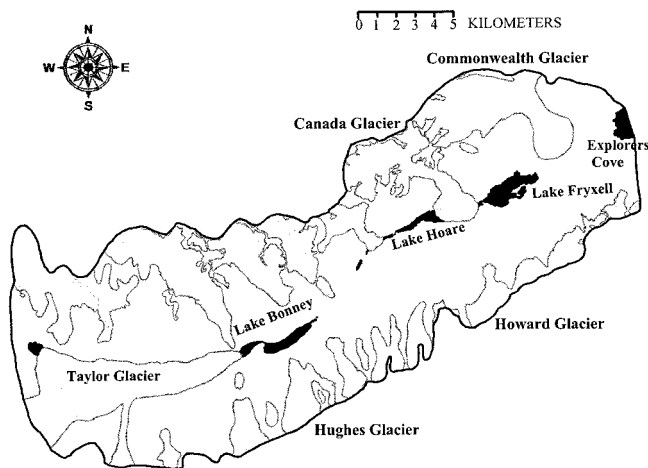 0 1 2 3 4 5 KILOMETERS
N
W E
S
Commonwealth Glacier
Canada Glacier
Explorers
Cove
Lake Fryxell
Lake Hoare
Lake Bonney
Howard Glacier
Taylor Glacier
Hughes Glacier